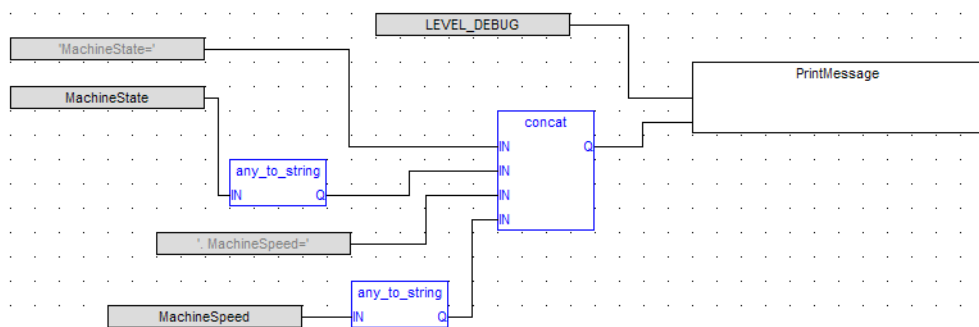 LEVEL_DEBUG
'MachineState='
PrintMessage
MachineState
concat
IN
Q
any_to_string
IN
IN
Q
IN
IN
'. MachineSpeed='
any_to_string
MachineSpeed
IN
Q